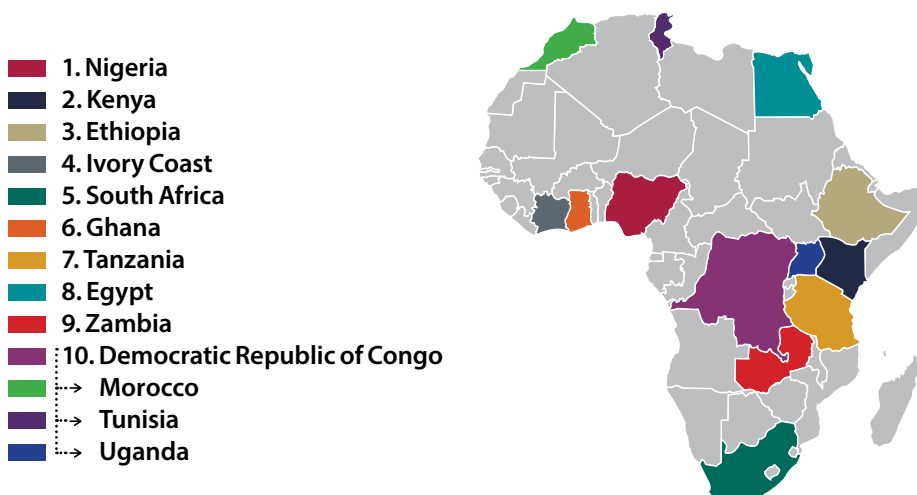 1. Nigeria
2. Kenya
3. Ethiopia
4. Ivory Coast
5. South Africa
6. Ghana
7. Tanzania
8. Egypt
9. Zambia
10. Democratic Republic of Congo
Morocco
Tunisia
Uganda